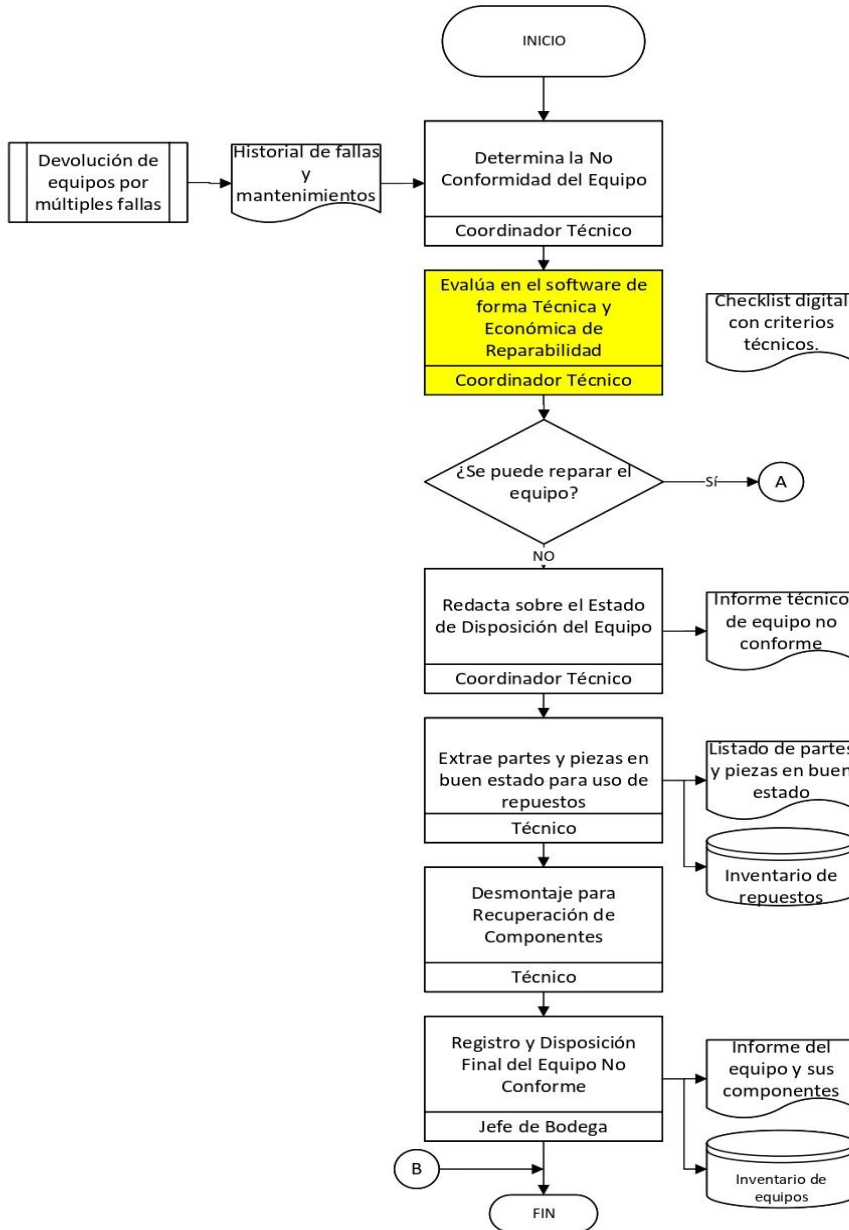 INICIO
Devolución de
equipos por
múltiples fallas
Historial de fallas
y
mantenimientos
Determina la No
Conformidad del Equipo
Coordinador Técnico
Evalúa en el software de
forma Técnica y
Económica de
Reparabilidad
Coordinador Técnico
Checklist digital
con criterios
técnicos.
¿Se puede reparar el
equipo?
Sí
A
NO
Redacta sobre el Estado
de Disposición del Equipo
Coordinador Técnico
Informe técnico
de equipo no
conforme
Extrae partes y piezas en
buen estado para uso de
repuestos
Técnico
Listado de partes
y piezas en buen
estado
Inventario de
repuestos
Desmontaje para
Recuperación de
Componentes
Técnico
Registro y Disposición
Final del Equipo No
Conforme
Jefe de Bodega
Informe del
equipo y sus
componentes
Inventario de
equipos
B
FIN